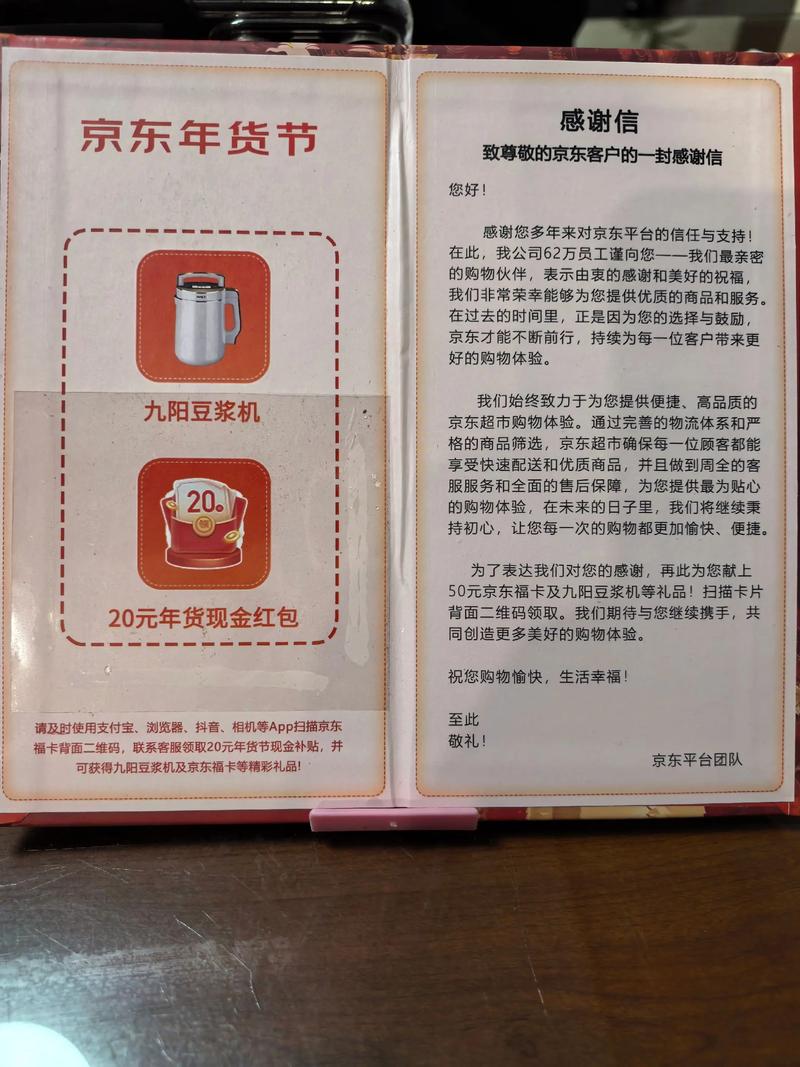 京东年货节
九阳豆浆机
20元
20元年货现金红包
请及时使用支付宝、浏览器、抖音、相机等App扫描京东
福卡背面二维码，联系客服领取20元年货节现金补贴，并
可获得九阳豆浆机及京东福卡等精彩礼品!
感谢信
致尊敬的京东客户的一封感谢信
您好！
感谢您多年来对京东平台的信任与支持！
在此，我公司62万员工谨向您——我们最亲密
的购物伙伴，表示由衷的感谢和美好的祝福，
我们非常荣幸能够为您提供优质的商品和服务。
在过去的时间里，正是因为您的选择与鼓励，
京东才能不断前行，持续为每一位客户带来更
好的购物体验。
我们始终致力于为您提供便捷、高品质的
京东超市购物体验。通过完善的物流体系和严
格的商品筛选，京东超市确保每一位顾客都能
享受快速配送和优质商品，并且做到周全的客
服服务和全面的售后保障，为您提供最为贴心
的购物体验，在未来的日子里，我们将继续秉
持初心，让您每一次的购物都更加愉快、便捷。
为了表达我们对您的感谢，再此为您献上
50元京东福卡及九阳豆浆机等礼品！扫描卡片
背面二维码领取。我们期待与您继续携手，共
同创造更多美好的购物体验。
祝您购物愉快，生活幸福！
至此
敬礼！
京东平台团队